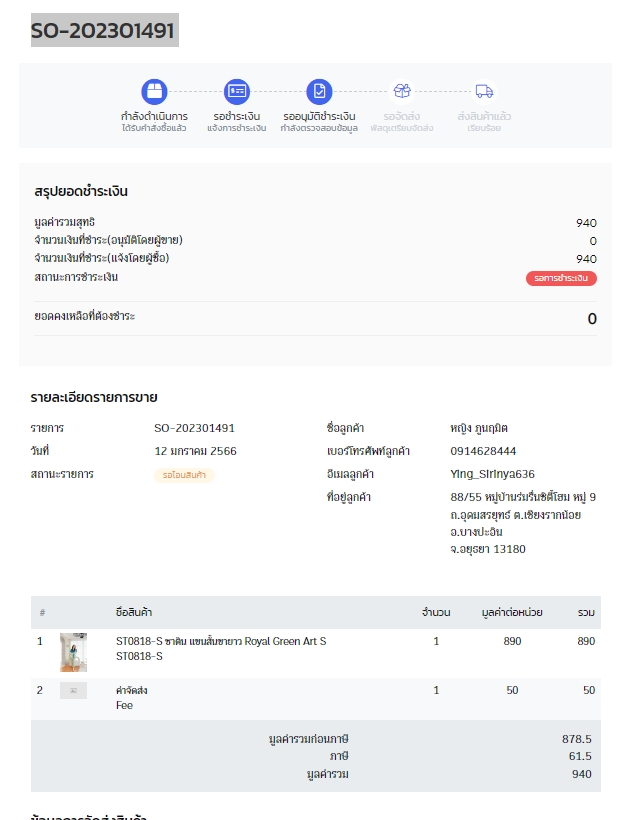 SO-202301491
กำลังดำเนินการ
ได้รับคำสั่งซื้อแล้ว
รอชำระเงิน
แจ้งการชำระเงิน
รออนุมัติชำระเงิน
กำลังตรวจสอบข้อมูล
รอจัดส่ง
พัสดุเตรียมจัดส่ง
ส่งสินค้าแล้ว
เรียบร้อย
สรุปยอดชำระเงิน
มูลค่ารวมสุทธิ 940
จำนวนเงินที่ชำระ(อนุมัติโดยผู้ขาย) 0
จำนวนเงินที่ชำระ(แจ้งโดยผู้ซื้อ) 940
สถานะการชำระเงิน รอการชำระเงิน
ยอดคงเหลือที่ต้องชำระ 0
รายละเอียดรายการขาย
รายการ SO-202301491
วันที่ 12 มกราคม 2566
สถานะรายการ รอโอนสินค้า
ชื่อลูกค้า หญิง ภูนฤมิต
เบอร์โทรศัพท์ลูกค้า 0914628444
อีเมลลูกค้า Ying_Sirinya636
ที่อยู่ลูกค้า 88/55 หมู่บ้านร่มรื่นซิตี้โฮม หมู่ 9
ถ.อุดมสรยุทธ์ ต.เชียงรากน้อย
อ.บางปะอิน
จ.อยุธยา 13180
# ชื่อสินค้า จำนวน มูลค่าต่อหน่วย รวม
1 ST0818-S ซาติน แขนสั้นขายาว Royal Green Art S 1 890 890
ST0818-S
2 ค่าจัดส่ง 1 50 50
Fee
มูลค่ารวมก่อนภาษี 878.5
ภาษี 61.5
มูลค่ารวม 940
ข้อมูลการจัดส่งสินค้า